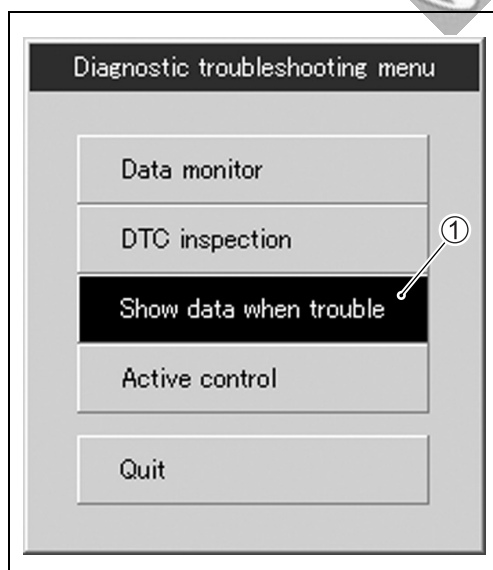 Diagnostic troubleshooting menu
Data monitor
DTC inspection
1
Show data when trouble
Active control
Quit